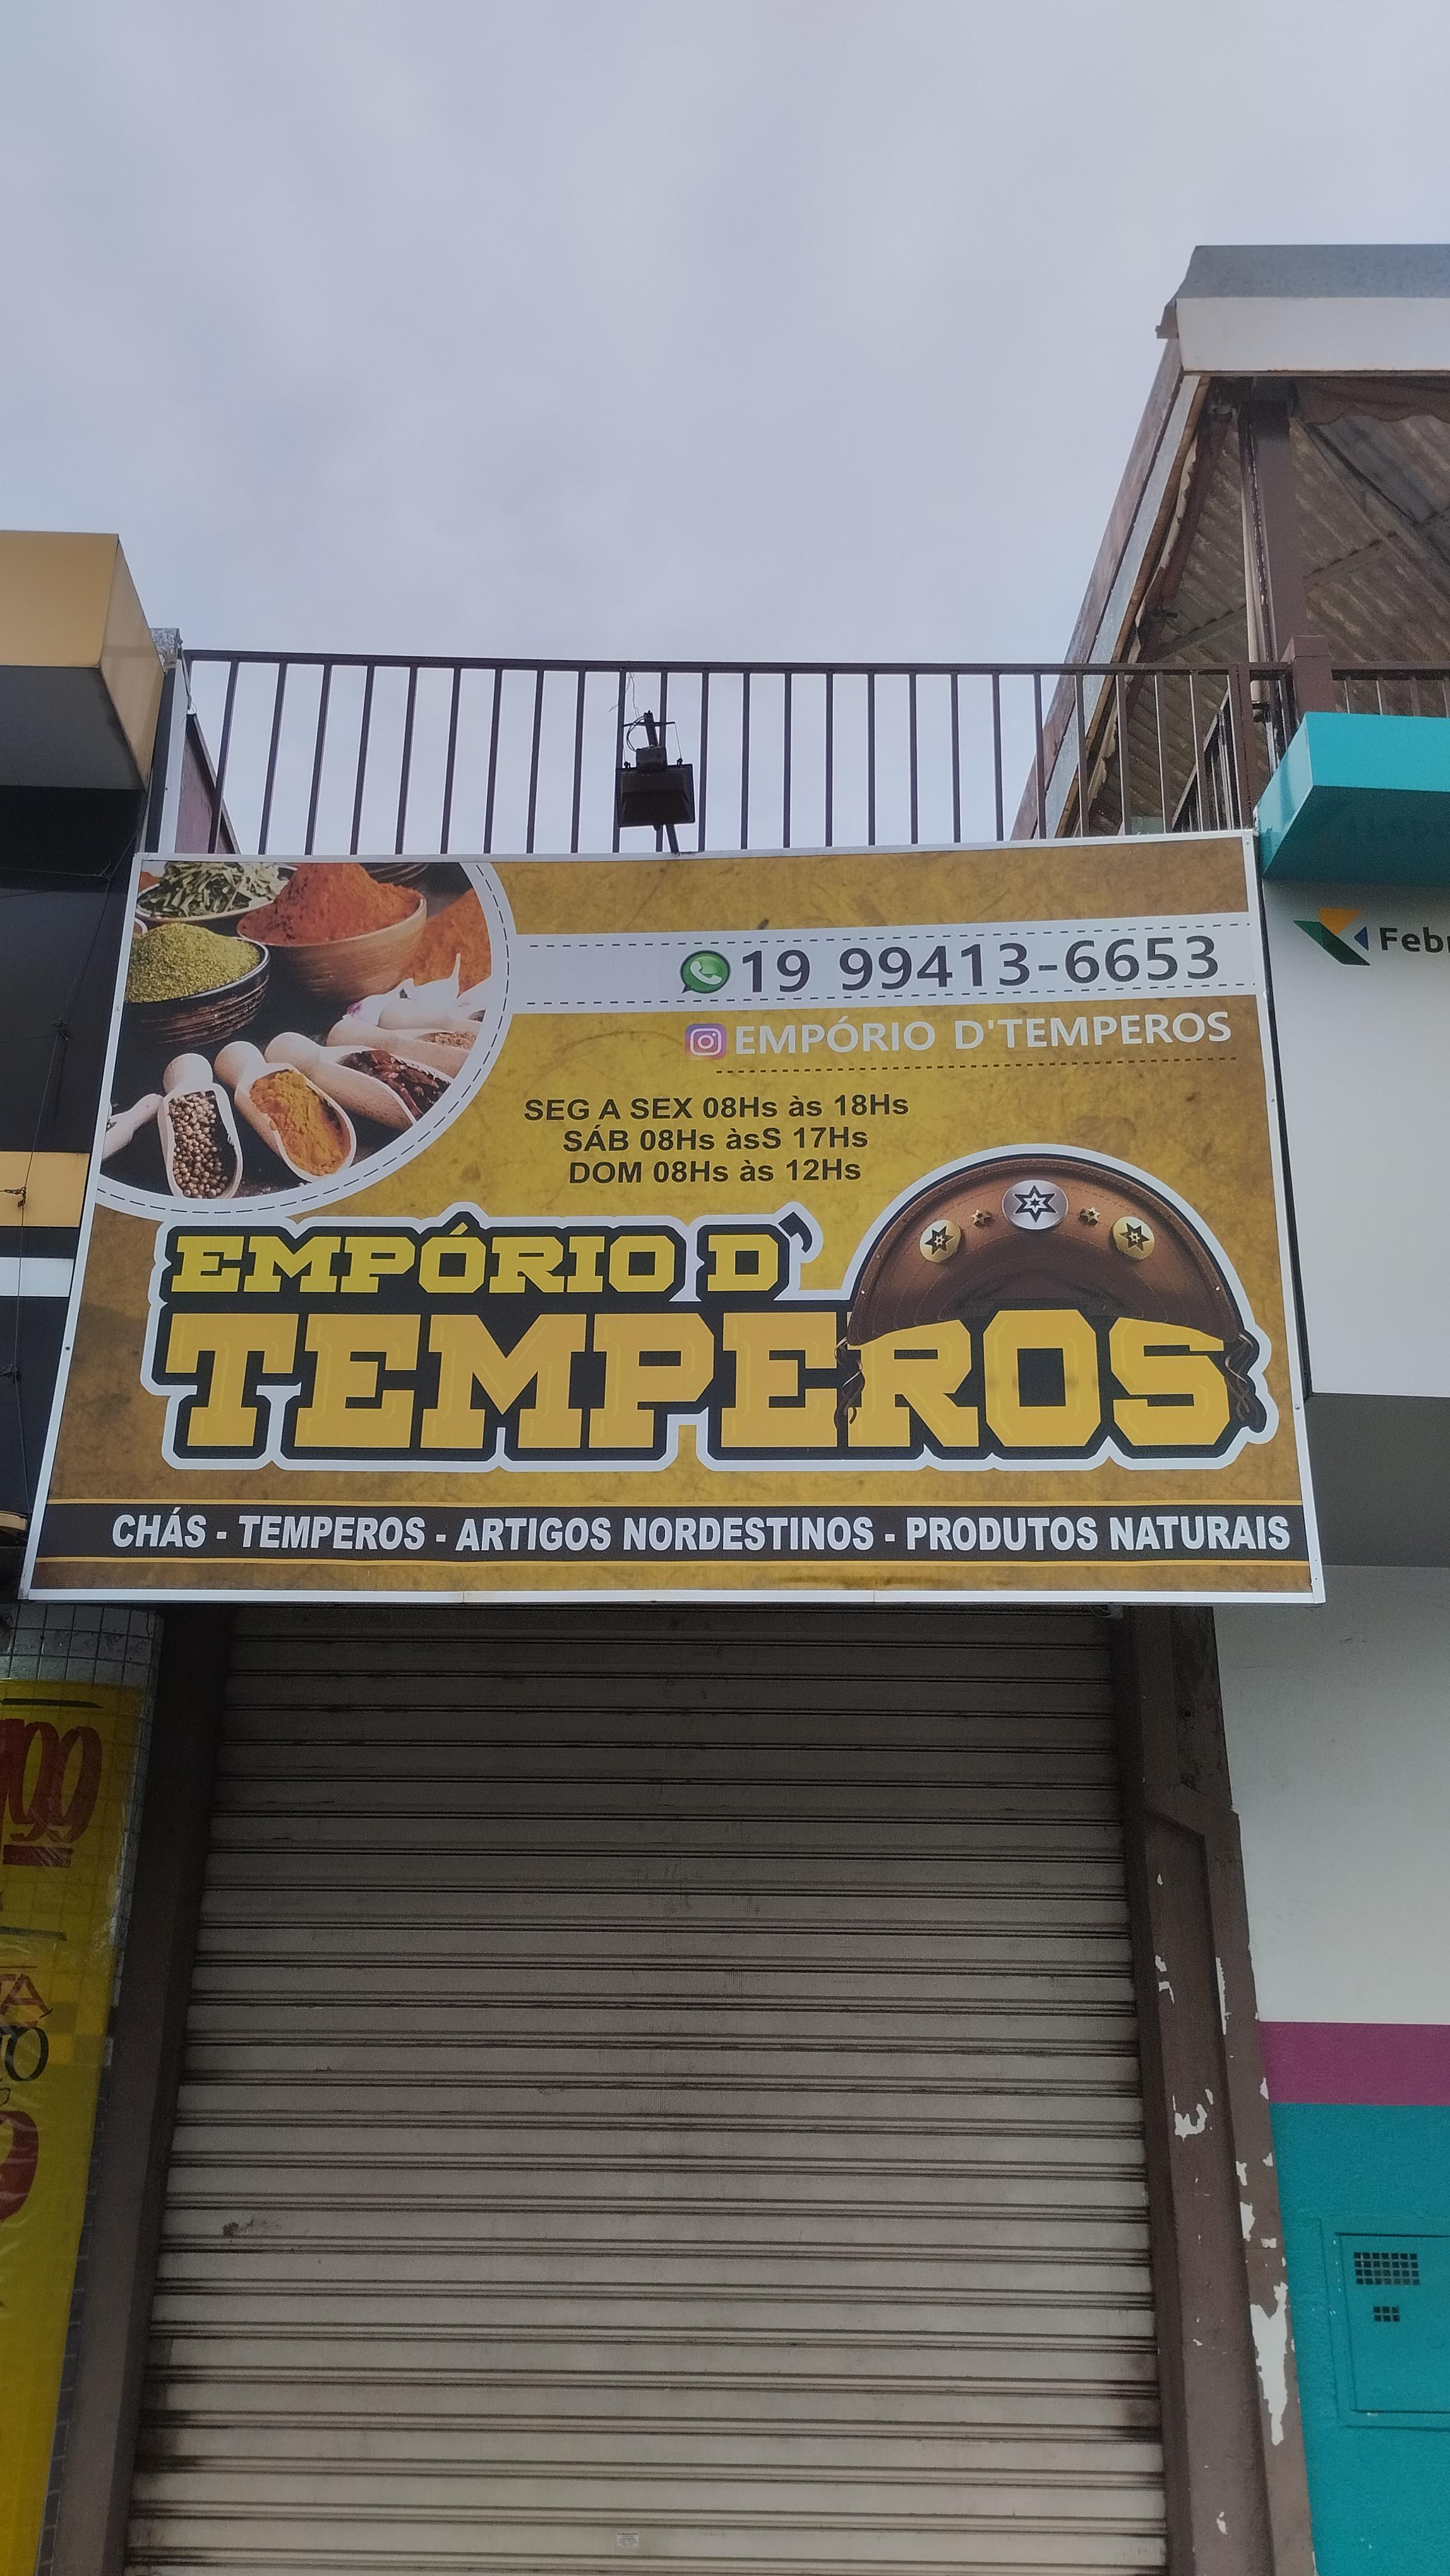 19 99413-6653
EMPÓRIO D'TEMPEROS
SEG A SEX 08Hs às 18Hs
SÁB 08Hs àsS 17Hs
DOM 08Hs às 12Hs
EMPÓRIO D'
TEMPEROS
CHÁS - TEMPEROS - ARTIGOS NORDESTINOS - PRODUTOS NATURAIS